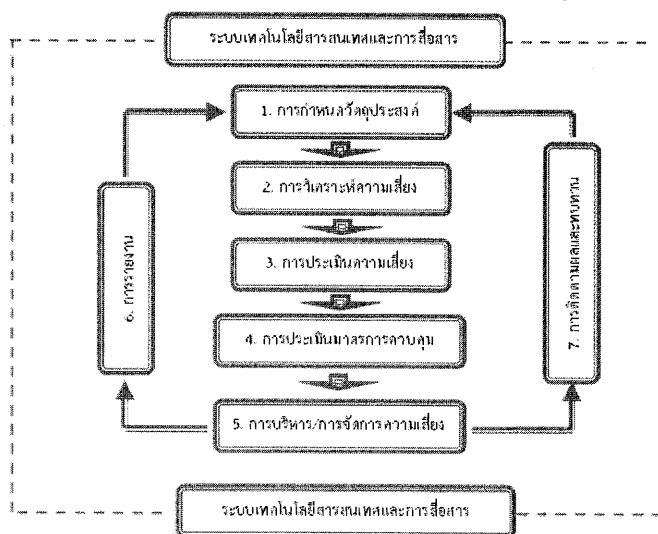 ระบบเทคโนโลยีสารสนเทศและการสื่อสาร
1. การกำหนดวัตถุประสงค์
2. การวิเคราะห์ความเสี่ยง
3. การประเมินความเสี่ยง
4. การประเมินมาตรการควบคุม
5. การบริหาร/การจัดการความเสี่ยง
6. การรายงาน
7. การติดตามผลและทบทวน
ระบบเทคโนโลยีสารสนเทศและการสื่อสาร